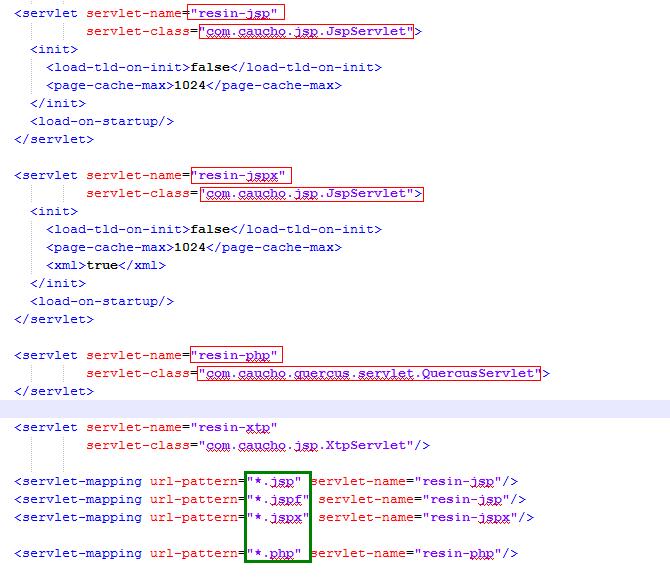 <servlet servlet-name="resin-jsp"
servlet-class="com.caucho.jsp.JspServlet">
<init>
<load-tld-on-init>false</load-tld-on-init>
<page-cache-max>1024</page-cache-max>
</init>
<load-on-startup/>
</servlet>
<servlet servlet-name="resin-jspx"
servlet-class="com.caucho.jsp.JspServlet">
<init>
<load-tld-on-init>false</load-tld-on-init>
<page-cache-max>1024</page-cache-max>
<xml>true</xml>
</init>
<load-on-startup/>
</servlet>
<servlet servlet-name="resin-php"
servlet-class="com.caucho.quercus.servlet.QuercusServlet">
</servlet>
<servlet servlet-name="resin-xtp"
servlet-class="com.caucho.jsp.XtpServlet"/>
<servlet-mapping url-pattern="*.jsp" servlet-name="resin-jsp"/>
<servlet-mapping url-pattern="*.jspf" servlet-name="resin-jsp"/>
<servlet-mapping url-pattern="*.jspx" servlet-name="resin-jspx"/>
<servlet-mapping url-pattern="*.php" servlet-name="resin-php"/>